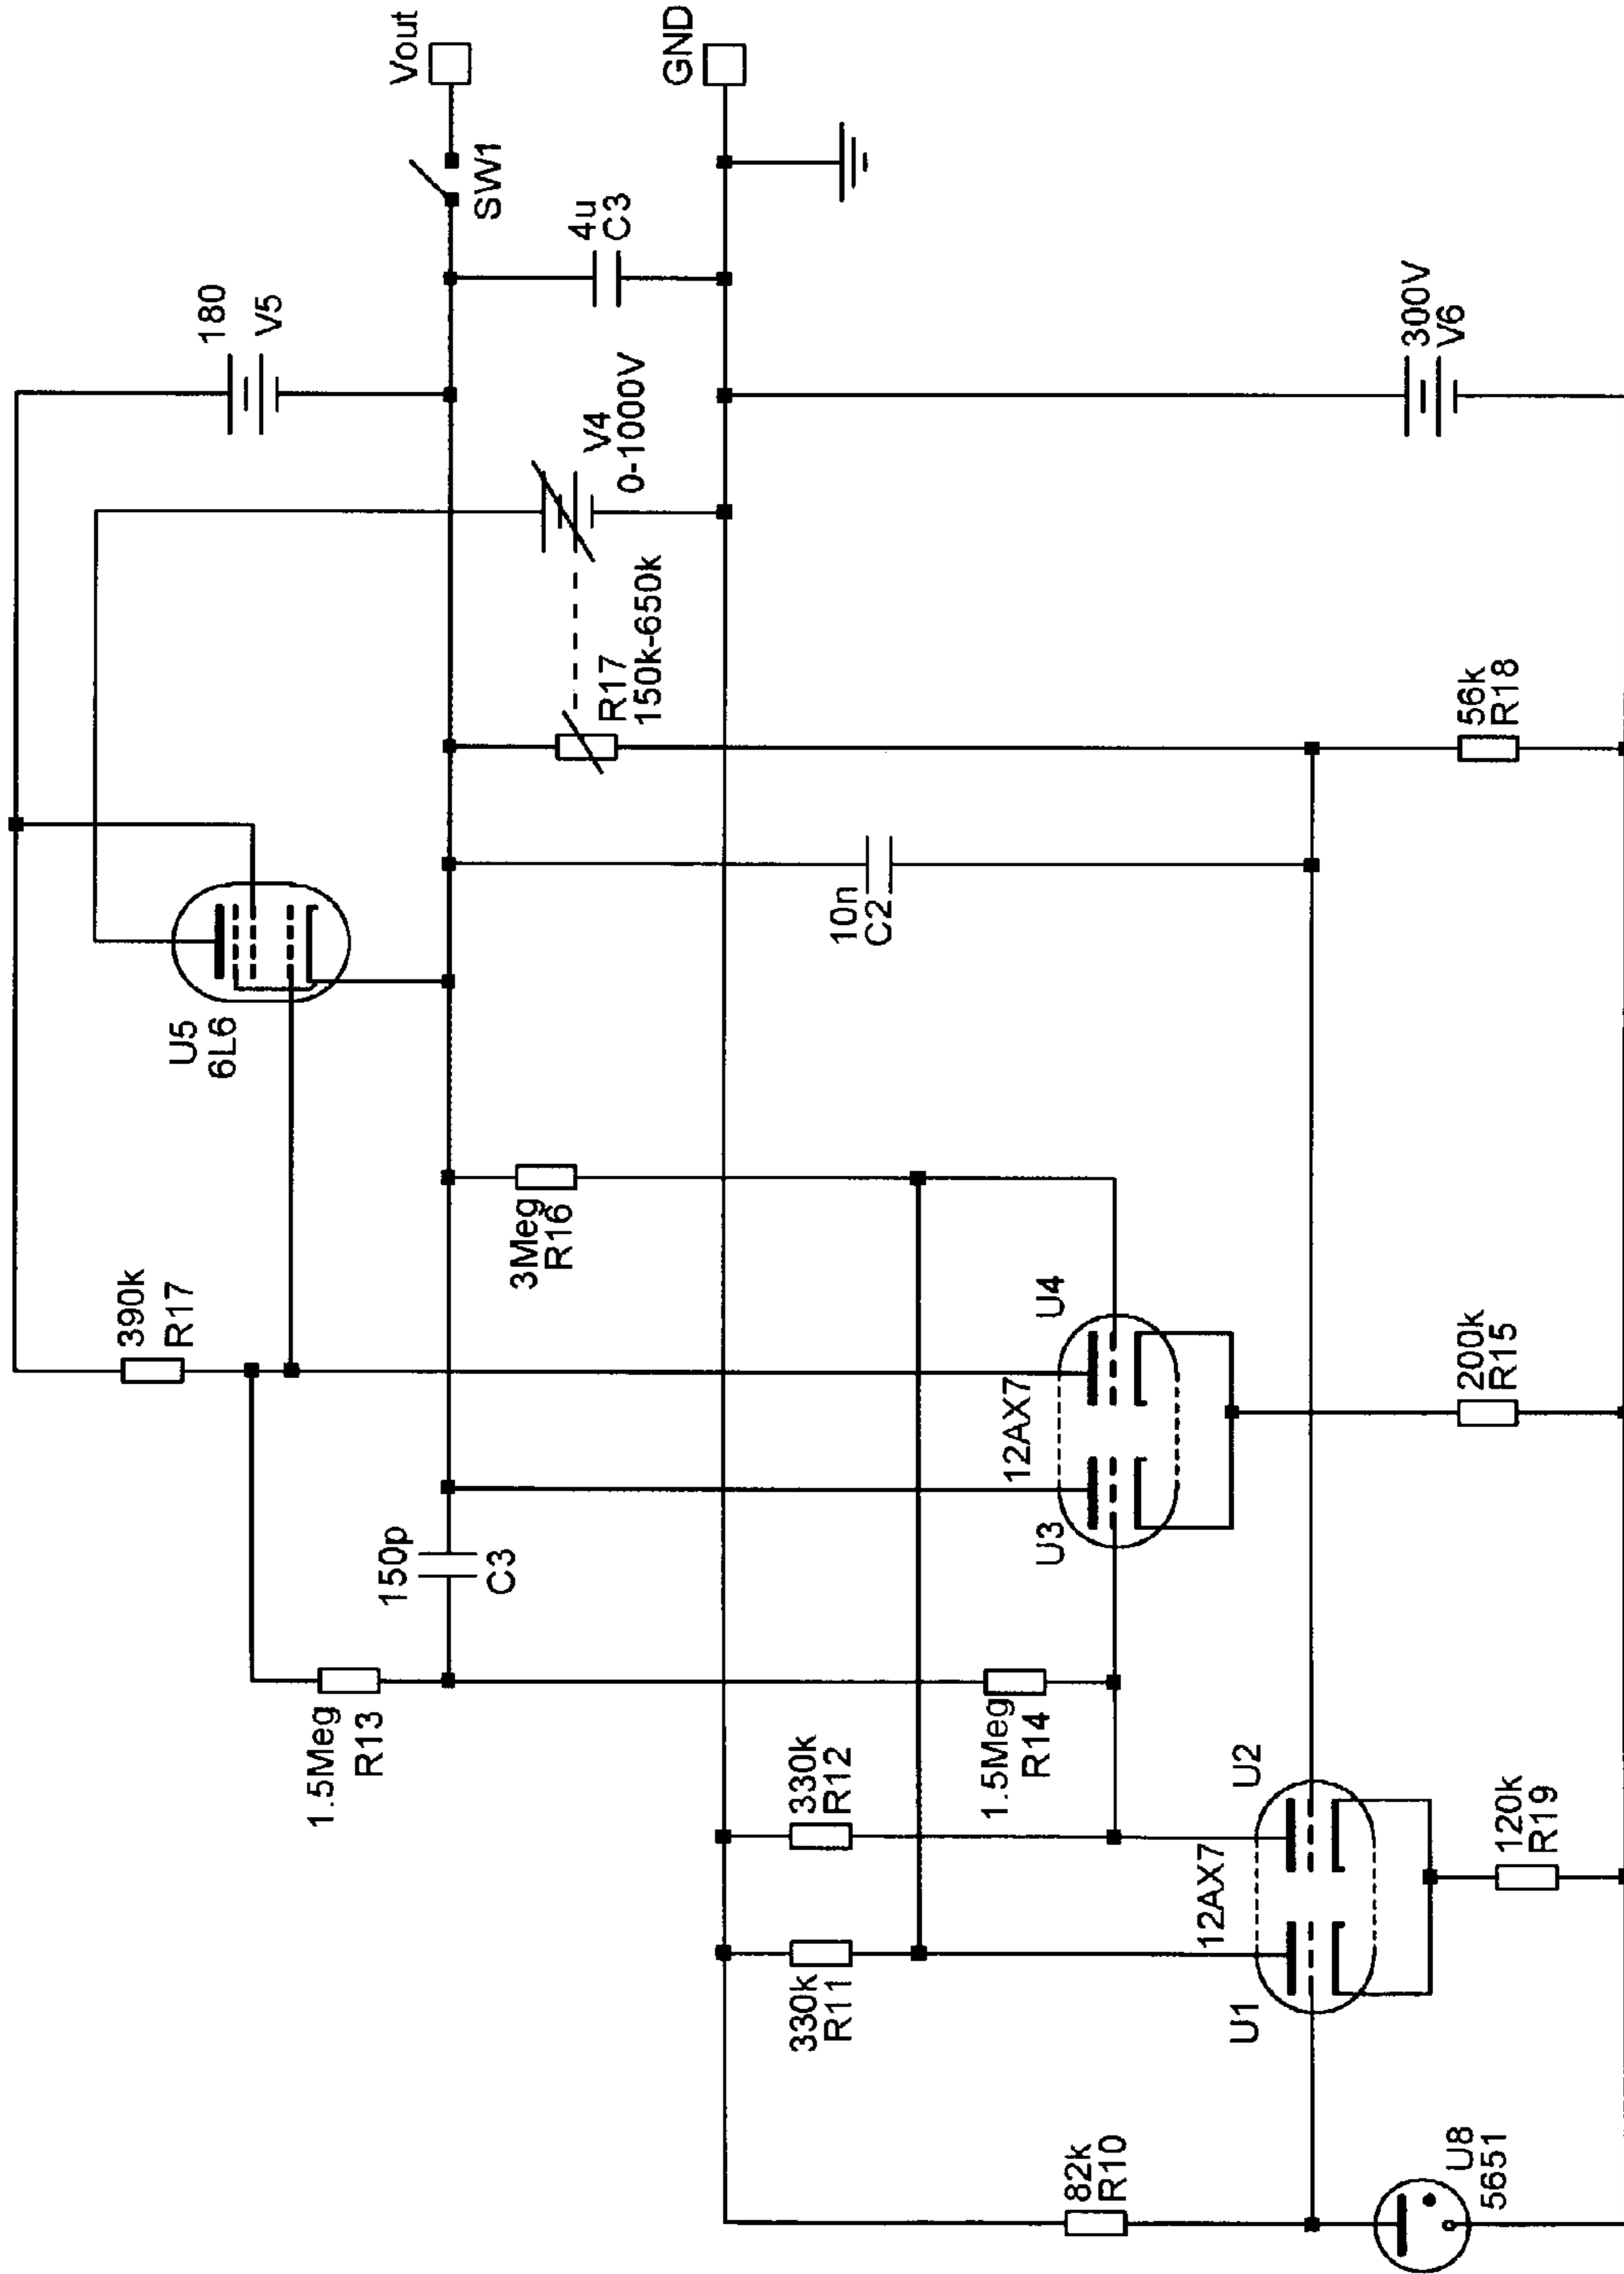 Vout
GND
SW1
4u
C3
180
V5
V4
0-1000V
300V
V6
R17
150k-650k
56k
R18
10n
C2
U5
6L6
3Meg
R16
390k
R17
U4
12AX7
U3
200k
R15
150p
C3
1.5Meg
R13
1.5Meg
R14
330k
R12
330k
R11
U2
12AX7
U1
120k
R19
82k
R10
U8
5651